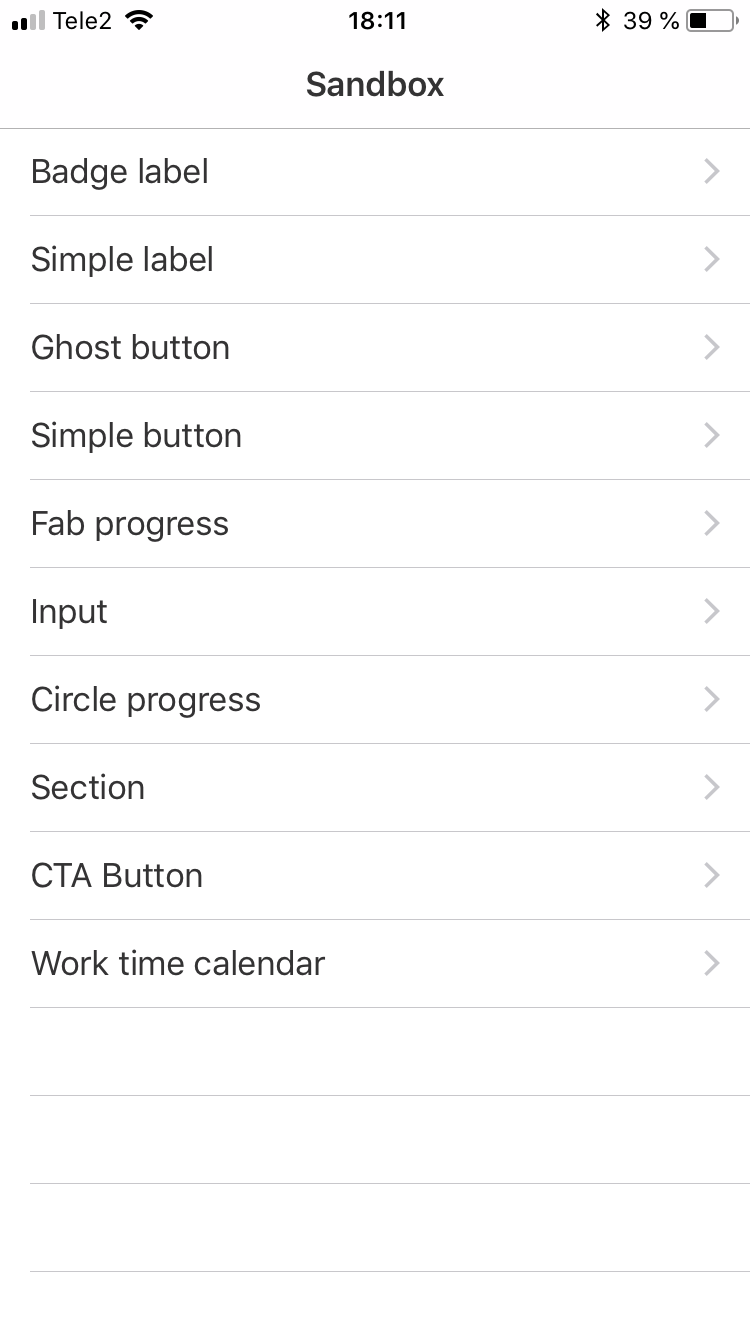 Tele2 18:11 39 %
Sandbox
Badge label
Simple label
Ghost button
Simple button
Fab progress
Input
Circle progress
Section
CTA Button
Work time calendar